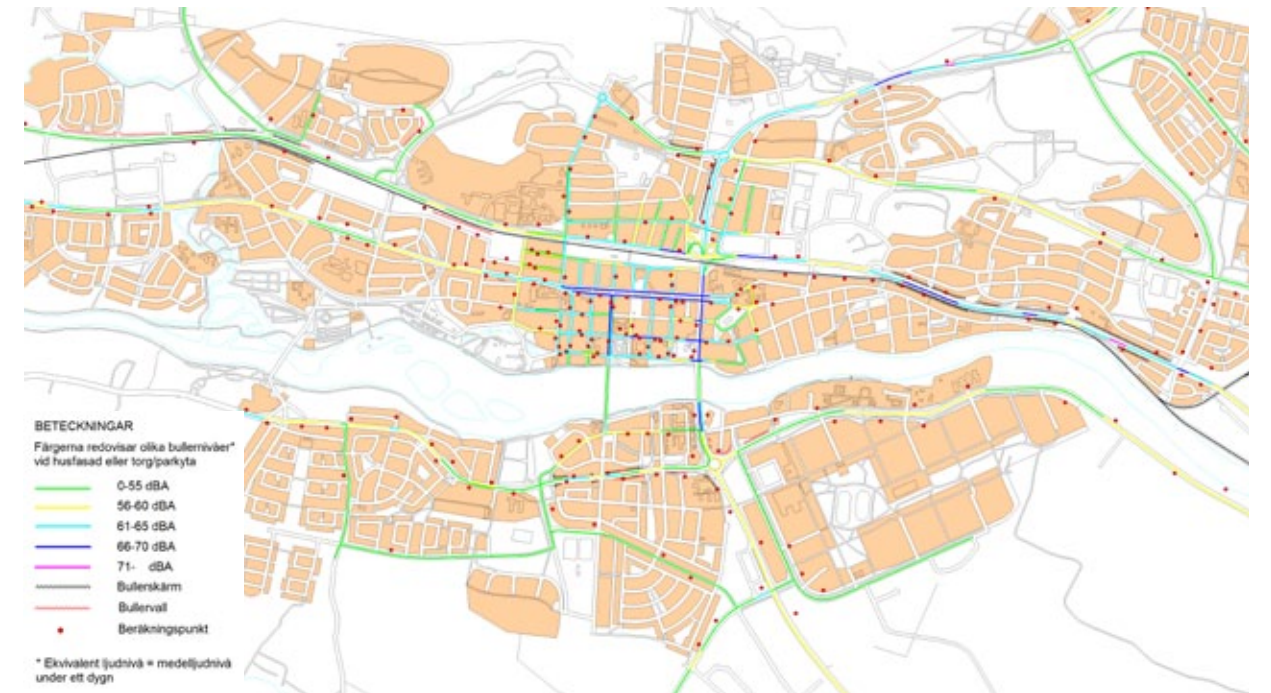 BETECKNINGAR
Färgerna redovisar olika bullernivåer*
vid husfasad eller torg/parkyta
0-55 dBA
56-60 dBA
61-65 dBA
66-70 dBA
71- dBA
Bullerskärm
Bullervall
Beräkningspunkt
* Ekvivalent ljudnivå = medelljudnivå
under ett dygn